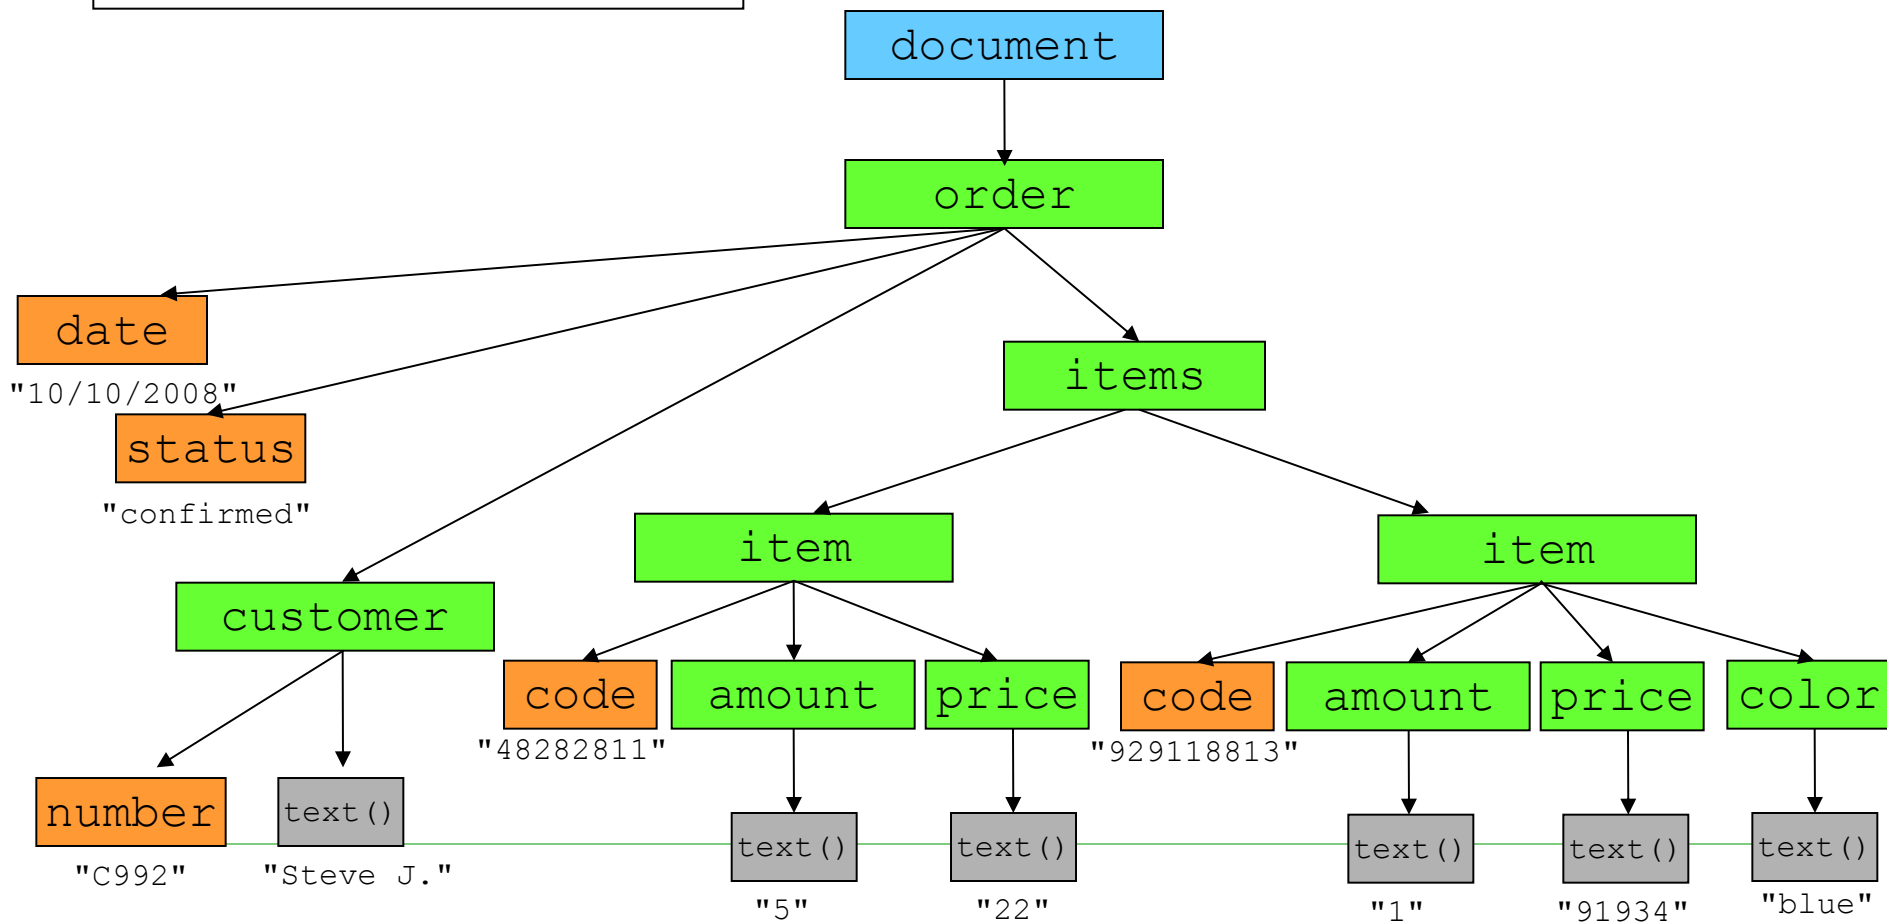 document
order
date
"10/10/2008"
items
status
"confirmed"
item
item
customer
code
amount
price
code
amount
price
color
"48282811"
"929118813"
number
text()
text()
text()
text()
text()
text()
"C992"
"Steve J."
"5"
"22"
"1"
"91934"
"blue"